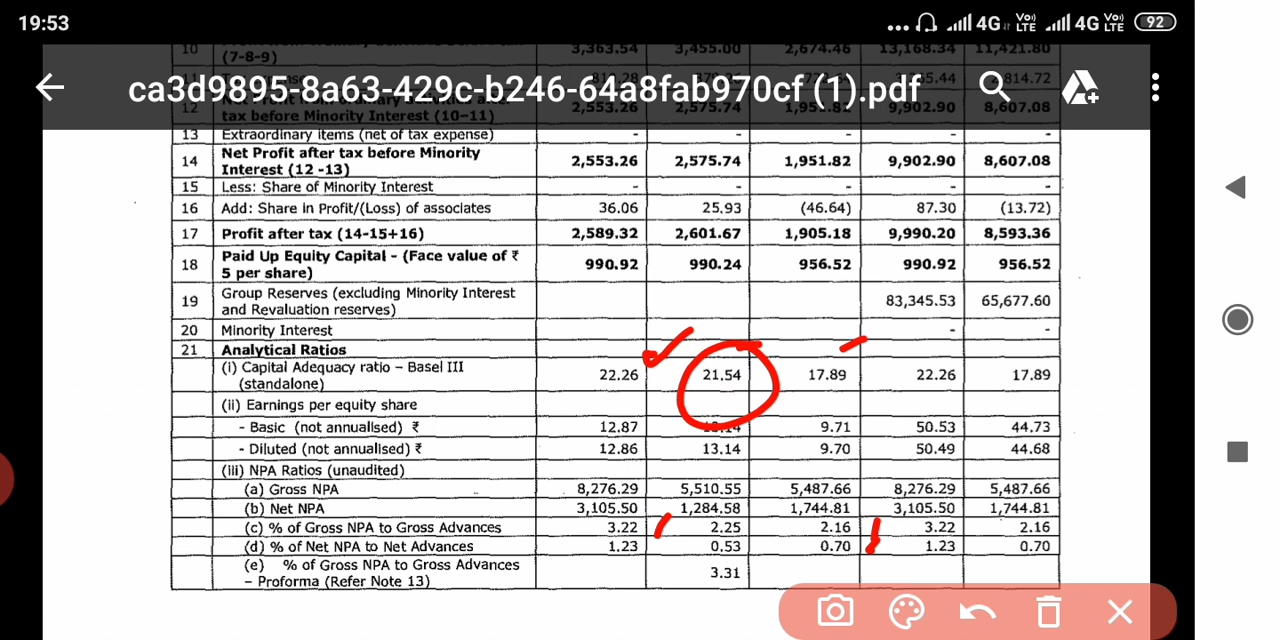 19:53 ... 4G Vo) LTE 4G Vo) LTE 92
10 3,363.54 3,455.00 2,674.46 13,168.34 11,421.80
(7-8-9)
ca3d9895-8a63-429c-b246-64a8fab970cf (1).pdf
2,814.72
12 2,553.26 2,575.74 1,951.82 9,902.90 8,607.08
tax before Minority Interest (10-11)
13 Extraordinary items (net of tax expense) - - - - -
14 Net Profit after tax before Minority 2,553.26 2,575.74 1,951.82 9,902.90 8,607.08
Interest (12 -13)
15 Less: Share of Minority Interest - - - - -
16 Add: Share in Profit/(Loss) of associates 36.06 25.93 (46.64) 87.30 (13.72)
17 Profit after tax (14-15+16) 2,589.32 2,601.67 1,905.18 9,990.20 8,593.36
18 Paid Up Equity Capital - (Face value of ₹ 990.92 990.24 956.52 990.92 956.52
5 per share)
19 Group Reserves (excluding Minority Interest 83,345.53 65,677.60
and Revaluation reserves)
20 Minority Interest - -
21 Analytical Ratios
(i) Capital Adequacy ratio – Basel III 22.26 21.54 17.89 22.26 17.89
(standalone)
(ii) Earnings per equity share
- Basic (not annualised) ₹ 12.87 9.71 50.53 44.73
- Diluted (not annualised) ₹ 12.86 13.14 9.70 50.49 44.68
(iii) NPA Ratios (unaudited)
(a) Gross NPA 8,276.29 5,510.55 5,487.66 8,276.29 5,487.66
(b) Net NPA 3,105.50 1,284.58 1,744.81 3,105.50 1,744.81
(c) % of Gross NPA to Gross Advances 3.22 2.25 2.16 3.22 2.16
(d) % of Net NPA to Net Advances 1.23 0.53 0.70 1.23 0.70
(e) % of Gross NPA to Gross Advances 3.31
– Proforma (Refer Note 13)